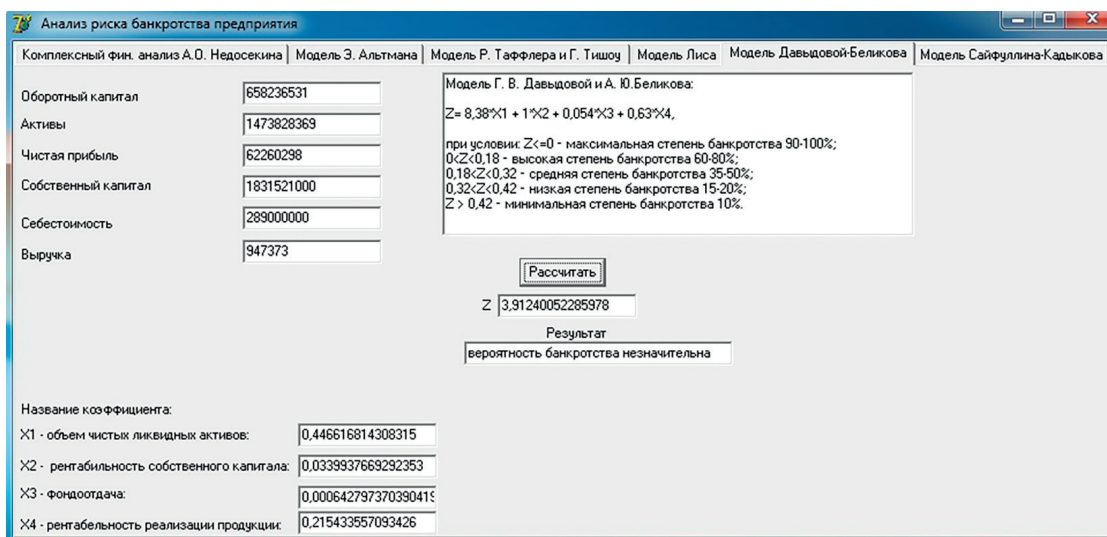 Анализ риска банкротства предприятия
Комплексный фин. анализ А.О. Недосекина
Модель Э. Альтмана
Модель Р. Таффлера и Г. Тишоу
Модель Лиса
Модель Давыдовой-Беликова
Модель Сайфуллина-Кадыкова
Оборотный капитал 658236531
Активы 1473828369
Чистая прибыль 62260298
Собственный капитал 1831521000
Себестоимость 289000000
Выручка 947373
Модель Г. В. Давыдовой и А. Ю.Беликова:
Z= 8,38*X1 + 1*X2 + 0,054*X3 + 0,63*X4,
при условии: Z<=0 - максимальная степень банкротства 90-100%;
0<Z<0,18 - высокая степень банкротства 60-80%;
0,18<Z<0,32 - средняя степень банкротства 35-50%;
0,32<Z<0,42 - низкая степень банкротства 15-20%;
Z > 0,42 - минимальная степень банкротства 10%.
Рассчитать
Z 3,91240052285978
Результат
вероятность банкротства незначительна
Название коэффициента:
X1 - объем чистых ликвидных активов: 0,446616814308315
X2 - рентабильность собственного капитала: 0,0339937669292353
X3 - фондоотдача: 0,00064279737039041
X4 - рентабельность реализации продукции: 0,215433557093426